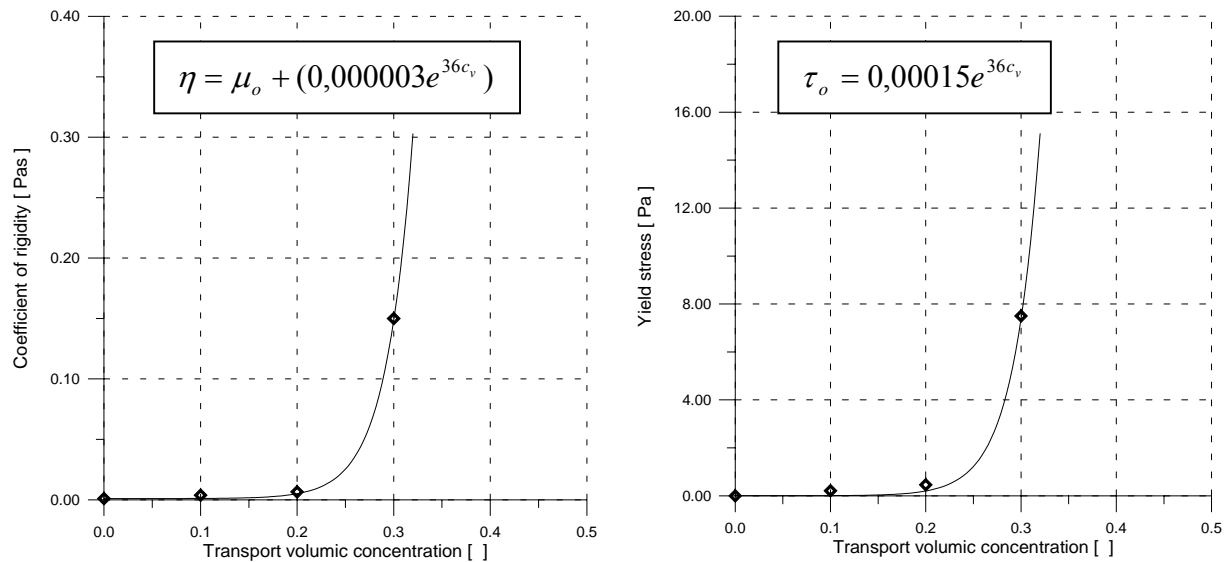 0.40
0.30
0.20
0.10
0.00
Coefficient of rigidity [ Pas ]
η = μₒ + (0,000003e^{36c_v})
0.0 0.1 0.2 0.3 0.4 0.5
Transport volumic concentration [ ]
20.00
16.00
12.00
8.00
4.00
0.00
Yield stress [ Pa ]
τₒ = 0,00015e^{36c_v}
0.0 0.1 0.2 0.3 0.4 0.5
Transport volumic concentration [ ]